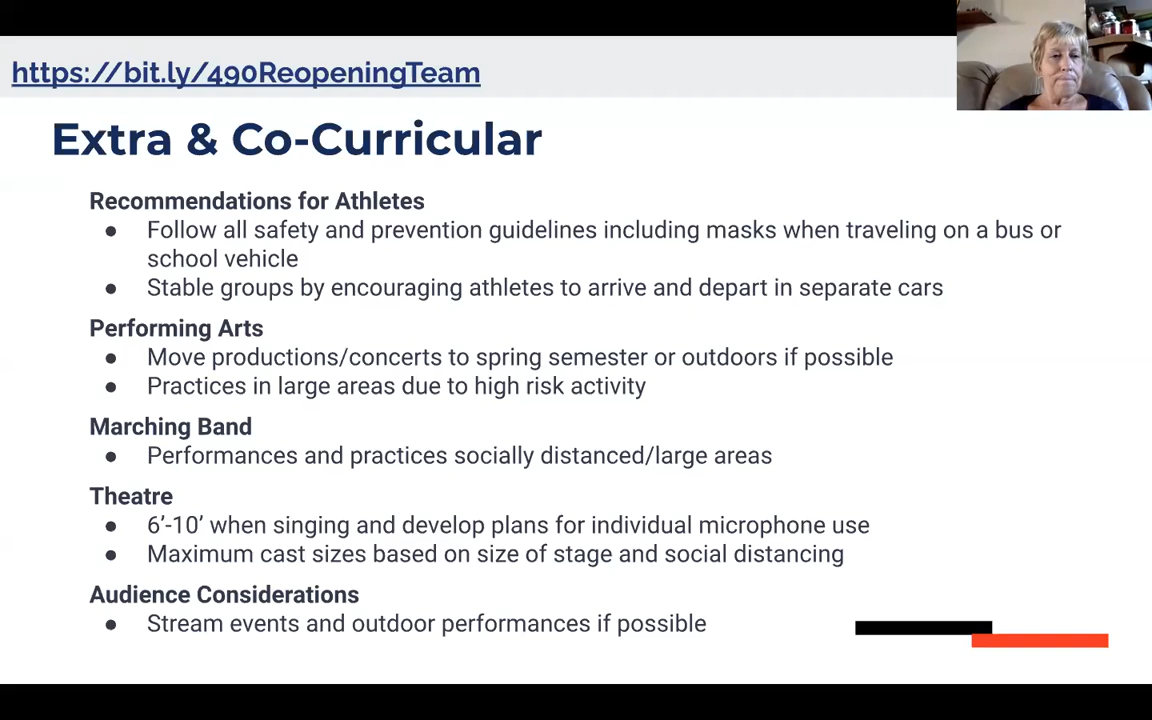 https://bit.ly/490ReopeningTeam
Extra & Co-Curricular
Recommendations for Athletes
● Follow all safety and prevention guidelines including masks when traveling on a bus or
school vehicle
● Stable groups by encouraging athletes to arrive and depart in separate cars
Performing Arts
● Move productions/concerts to spring semester or outdoors if possible
● Practices in large areas due to high risk activity
Marching Band
● Performances and practices socially distanced/large areas
Theatre
● 6’-10’ when singing and develop plans for individual microphone use
● Maximum cast sizes based on size of stage and social distancing
Audience Considerations
● Stream events and outdoor performances if possible